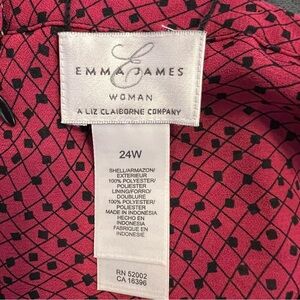 E
EMMA JAMES
WOMAN
A LIZ CLAIBORNE COMPANY
24W
SHELL/ARMAZON/
EXTERIEUR
100% POLYESTER/
POLIESTER
LINING/FORRO/
DOUBLURE
100% POLYESTER/
POLIESTER
MADE IN INDONESIA
HECHO EN
INDONESIA
FABRIQUE EN
INDONESIE
RN 52002
CA 16396